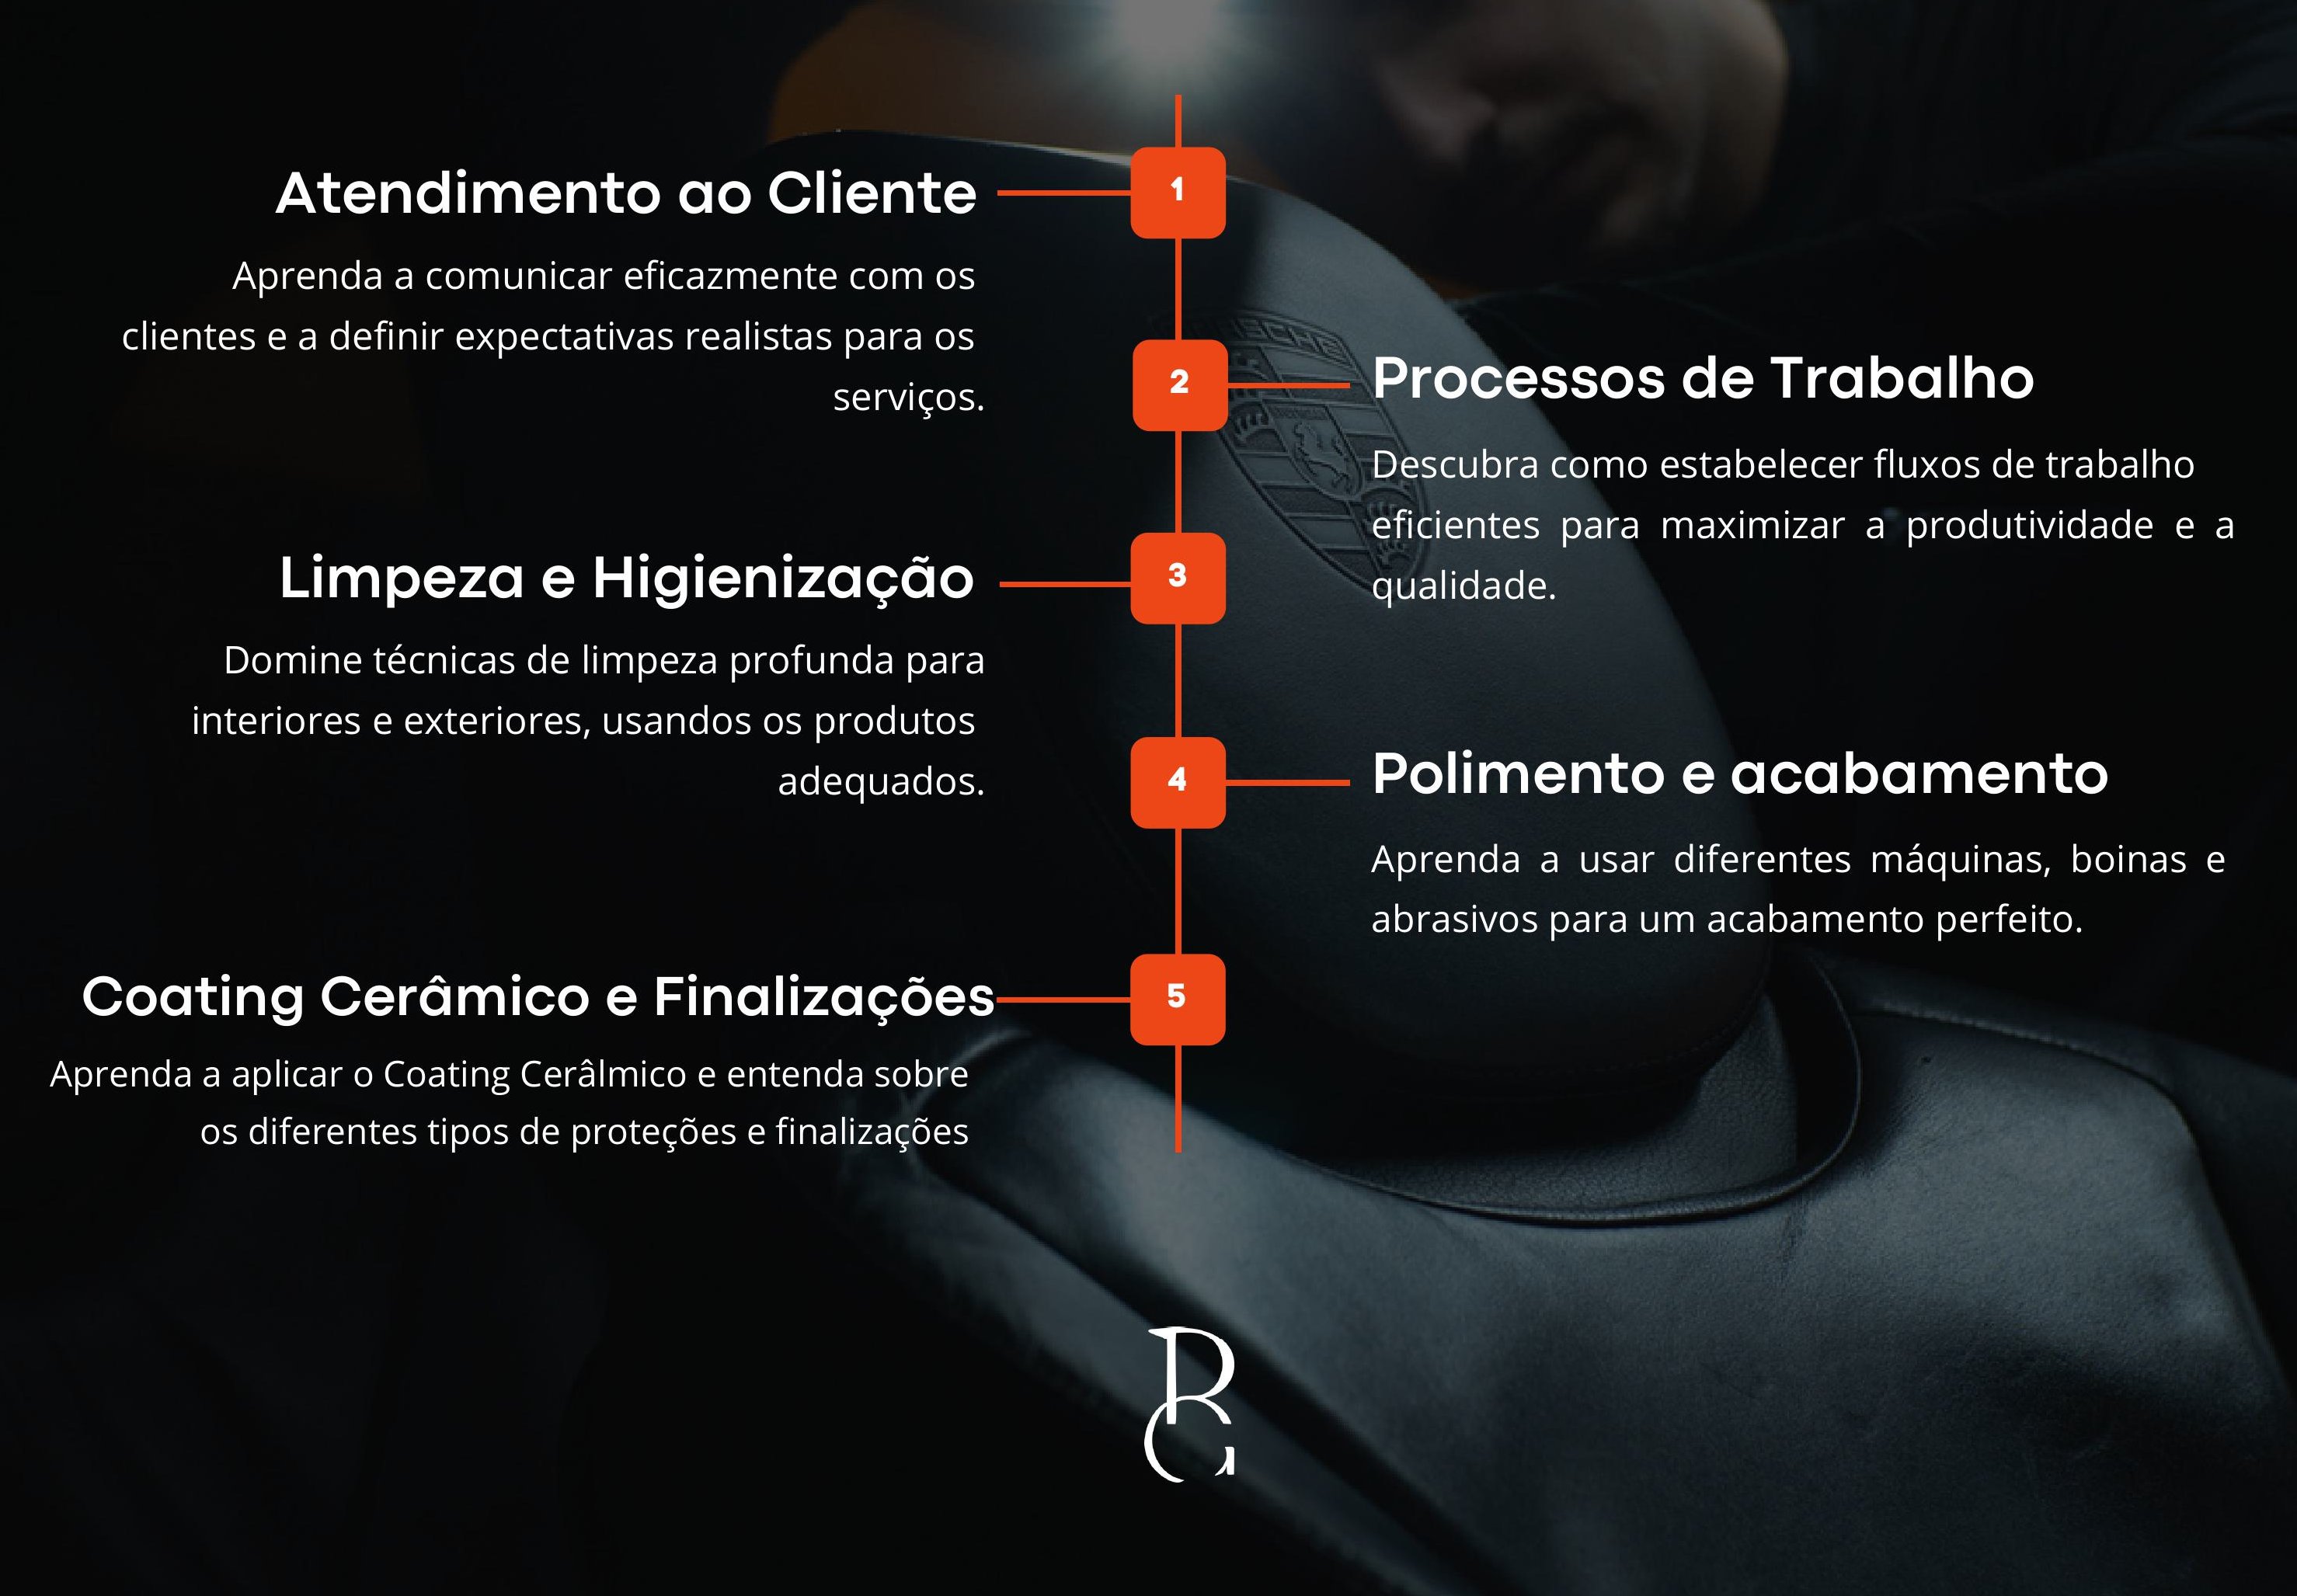 1
Atendimento ao Cliente
Aprenda a comunicar eficazmente com os
clientes e a definir expectativas realistas para os
serviços.
2
Processos de Trabalho
Descubra como estabelecer fluxos de trabalho
eficientes para maximizar a produtividade e a
qualidade.
3
Limpeza e Higienização
Domine técnicas de limpeza profunda para
interiores e exteriores, usandos os produtos
adequados.
4
Polimento e acabamento
Aprenda a usar diferentes máquinas, boinas e
abrasivos para um acabamento perfeito.
5
Coating Cerâmico e Finalizações
Aprenda a aplicar o Coating Cerâlmico e entenda sobre
os diferentes tipos de proteções e finalizações
RG